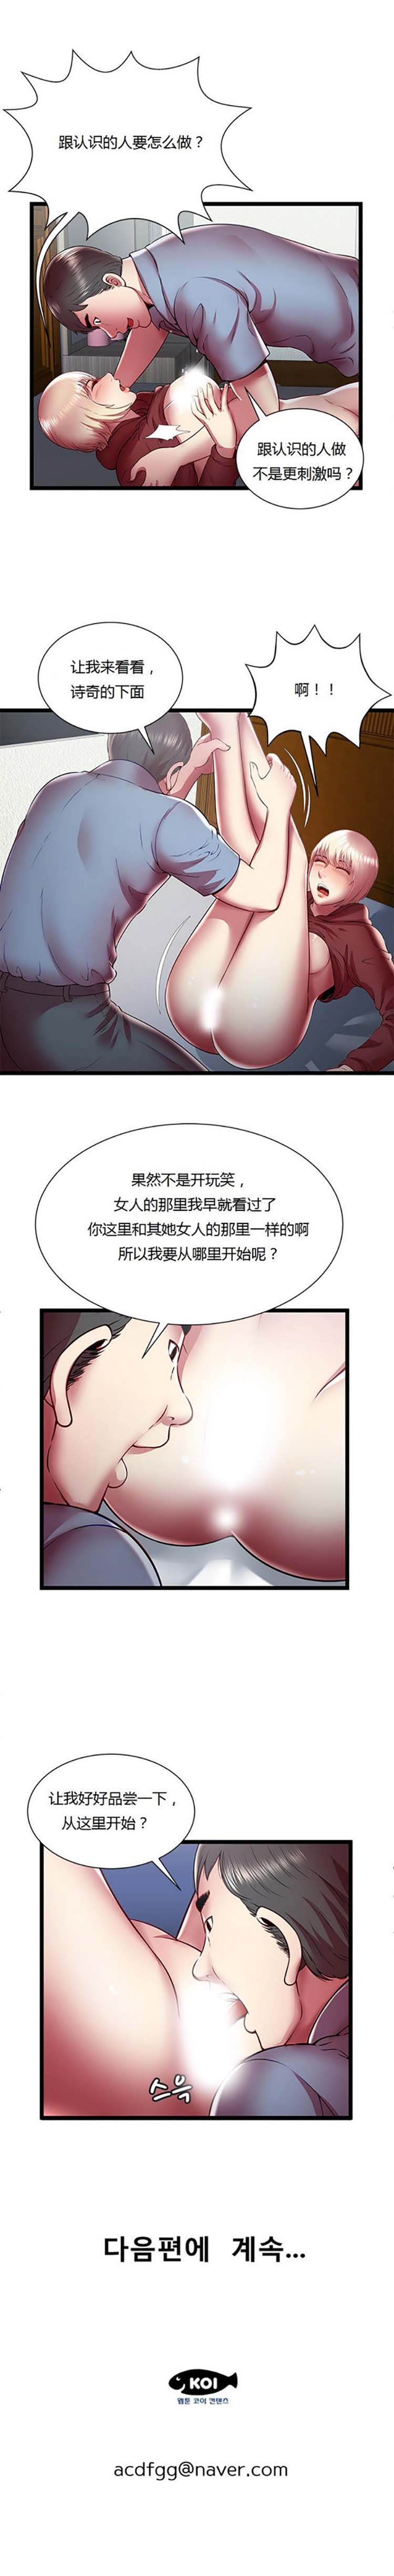 跟认识的人要怎么做？
跟认识的人做
不是更刺激吗？
让我来看看，
诗奇的下面
啊！！
果然不是开玩笑，
女人的那里我早就看过了
你这里和其她女人的那里一样的啊
所以我要从哪里开始呢？
让我好好品尝一下，
从这里开始？
스윽
다음편에 계속...
KOI
웹툰 코이 컨텐츠
acdfgg@naver.com